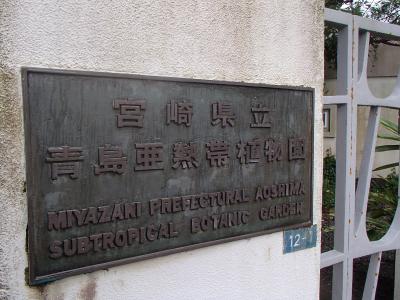 宮崎県立
青島亜熱帯植物園
MIYAZAKI PREFECTURAL AOSHIMA
SUBTROPICAL BOTANIC GARDEN
12-1